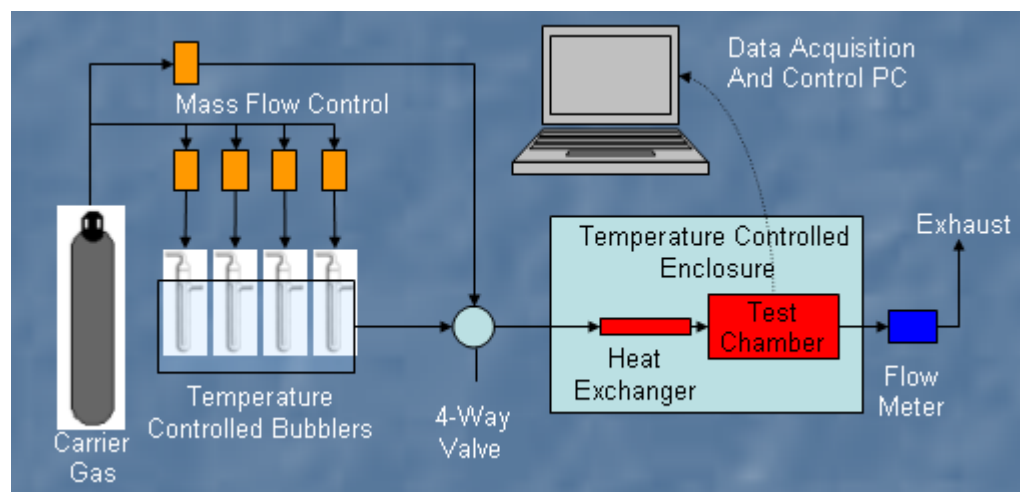 Data Acquisition
And Control PC
Mass Flow Control
Exhaust
Temperature Controlled
Enclosure
Test
Chamber
Heat
Exchanger
Flow
Meter
Temperature
Controlled Bubblers
4-Way
Valve
Carrier
Gas